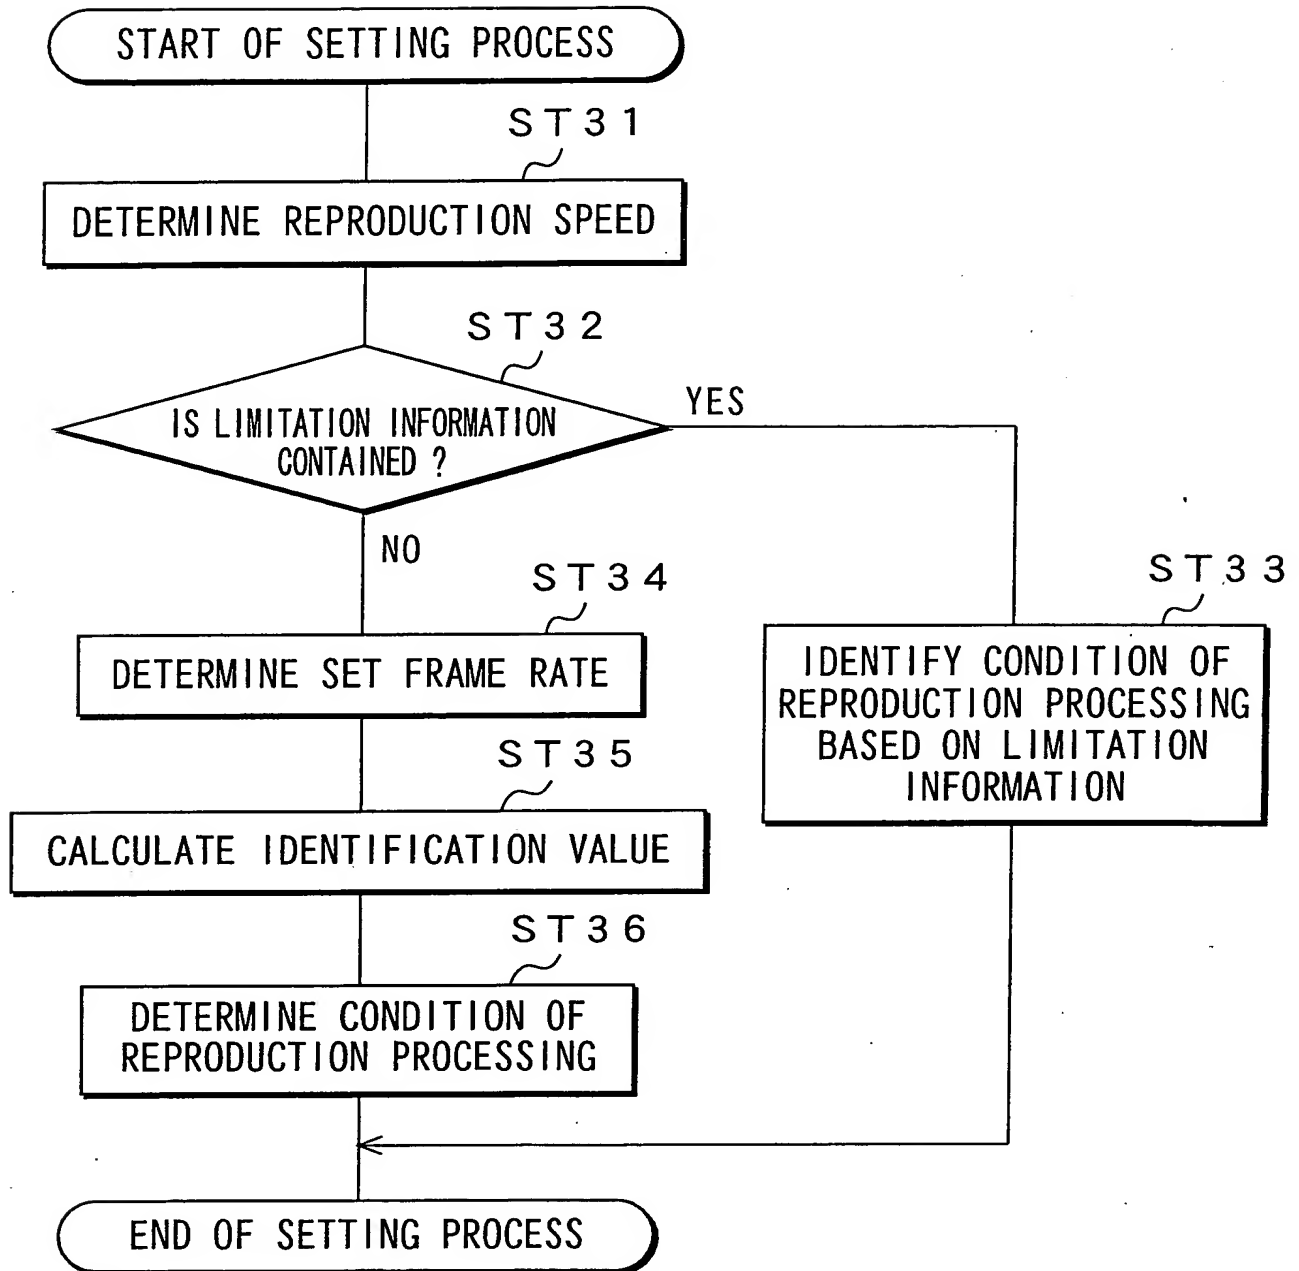 START OF SETTING PROCESS
ST31
DETERMINE REPRODUCTION SPEED
ST32
IS LIMITATION INFORMATION
CONTAINED ?
YES
NO
ST34
DETERMINE SET FRAME RATE
ST33
IDENTIFY CONDITION OF
REPRODUCTION PROCESSING
BASED ON LIMITATION
INFORMATION
ST35
CALCULATE IDENTIFICATION VALUE
ST36
DETERMINE CONDITION OF
REPRODUCTION PROCESSING
END OF SETTING PROCESS